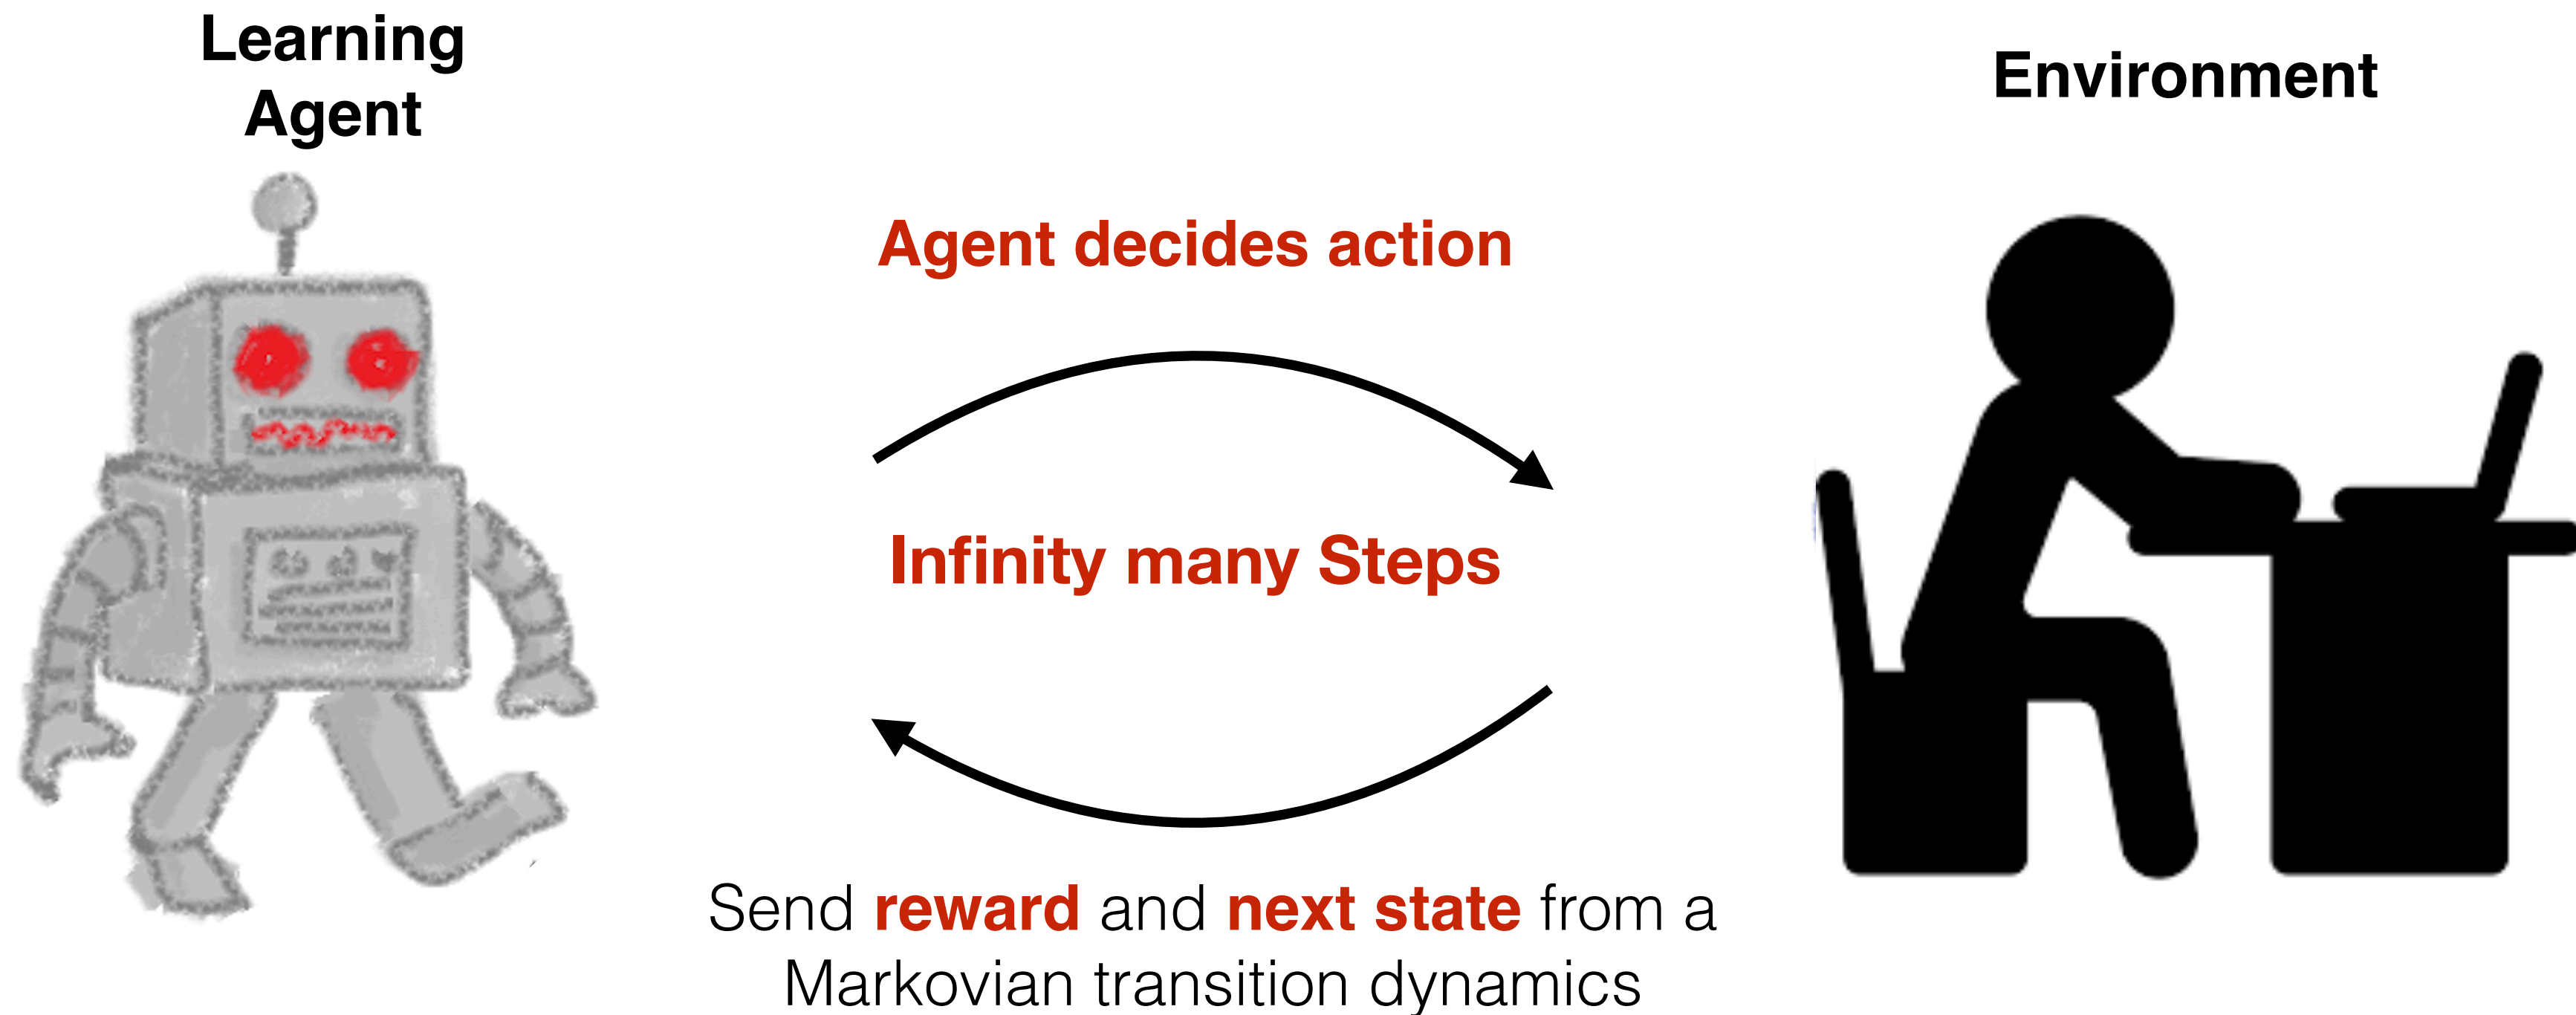 Learning
Agent
Environment
Agent decides action
Infinity many Steps
Send reward and next state from a
Markovian transition dynamics